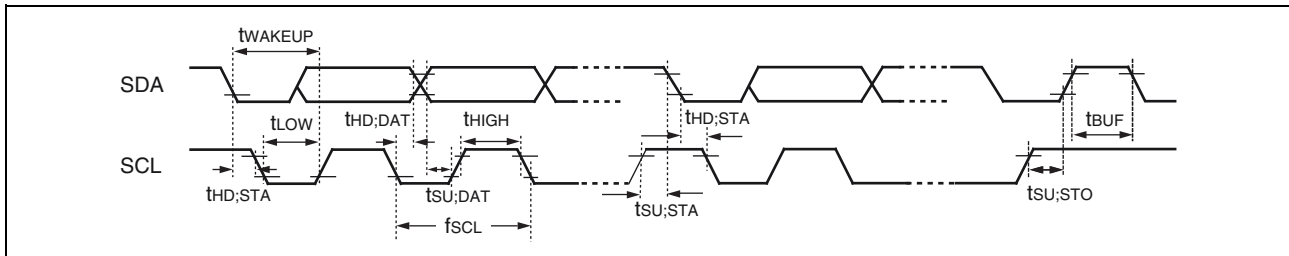 tWAKEUP
SDA
tLOW
tHD;DAT
tHIGH
tHD;STA
tBUF
SCL
tHD;STA
tSU;DAT
tSU;STA
tSU;STO
fSCL